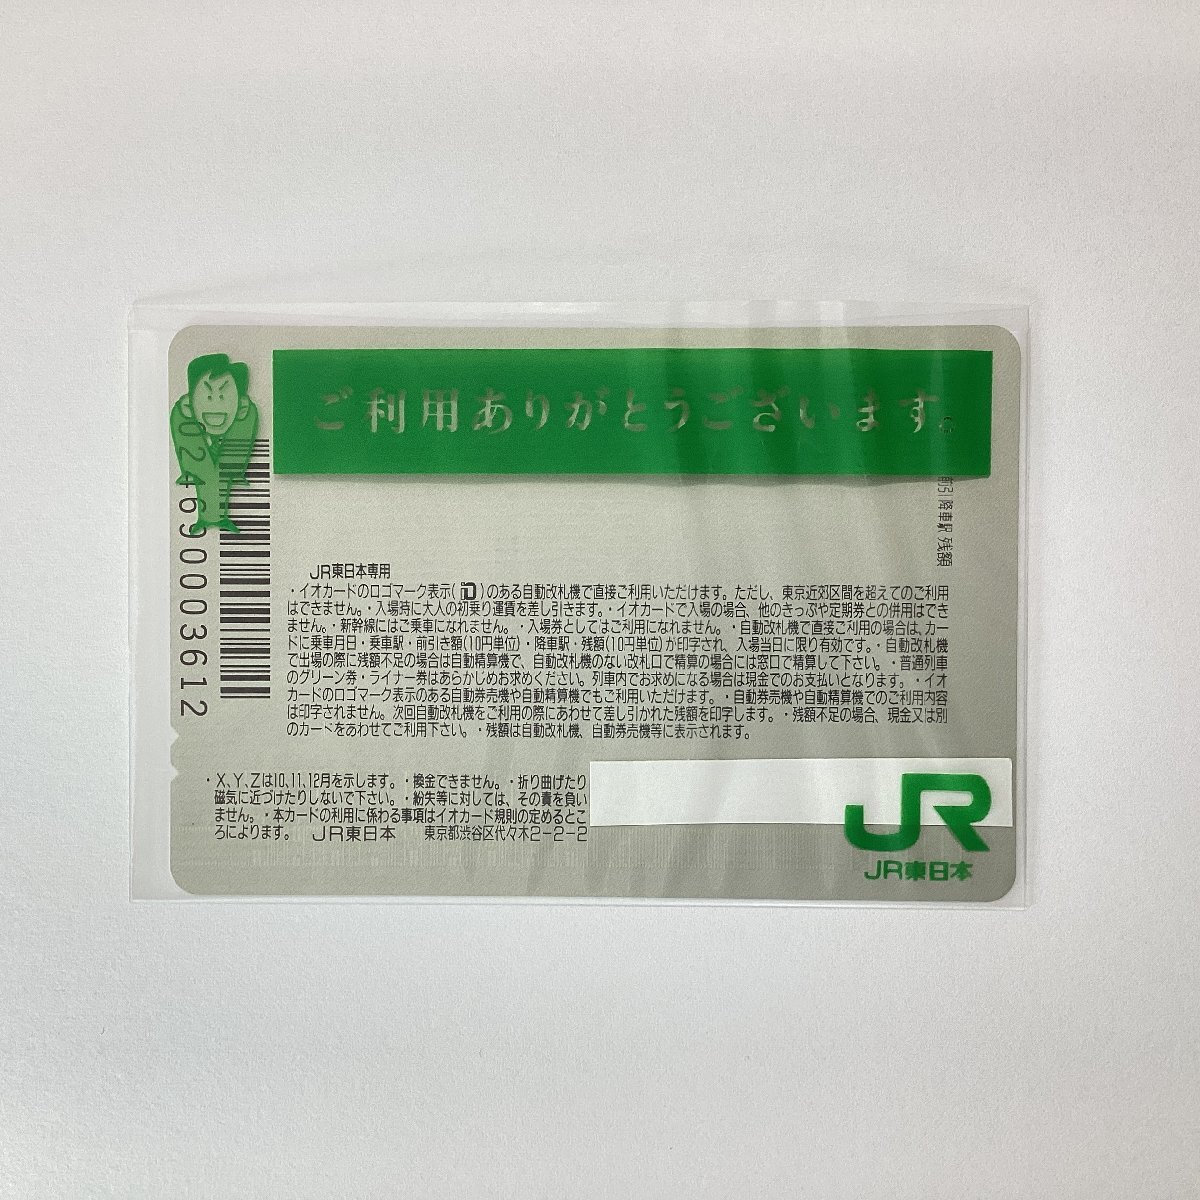 ご利用ありがとうございます。
降車駅 残額
0246900003612
JR東日本専用
・イオカードのロゴマーク表示( iO )のある自動改札機で直接ご利用いただけます。ただし、東京近郊区間を超えてのご利用
はできません。・入場時に大人の初乗り運賃を差し引きます。・イオカードで入場の場合、他のきっぷや定期券との併用はでき
ません。・新幹線にはご乗車になれません。・入場券としてはご利用になれません。・自動改札機で直接ご利用の場合は、カー
ドに乗車月日・乗車駅・前引き額(10円単位)・降車駅・残額(10円単位)が印字され、入場当日に限り有効です。・自動改札機
で出場の際に残額不足の場合は自動精算機で、自動改札機のない改札口で精算の場合には窓口で精算して下さい。・普通列車
のグリーン券・ライナー券はあらかじめお求めください。列車内でお求めになる場合は現金でのお支払いとなります。・イオ
カードのロゴマーク表示のある自動券売機や自動精算機でもご利用いただけます。・自動券売機や自動精算機でのご利用内容
は印字されません。次回自動改札機をご利用の際にあわせて差し引かれた残額を印字します。・残額不足の場合、現金又は別
のカードをあわせてご利用下さい。・残額は自動改札機、自動券売機等に表示されます。
・X、Y、Zは10、11、12月を示します。・換金できません。・折り曲げたり
磁気に近づけたりしないで下さい。・紛失等に対しては、その責を負い
ません。・本カードの利用に係わる事項はイオカード規則の定めるとこ
ろによります。 JR東日本 東京都渋谷区代々木2-2-2
JR
JR東日本